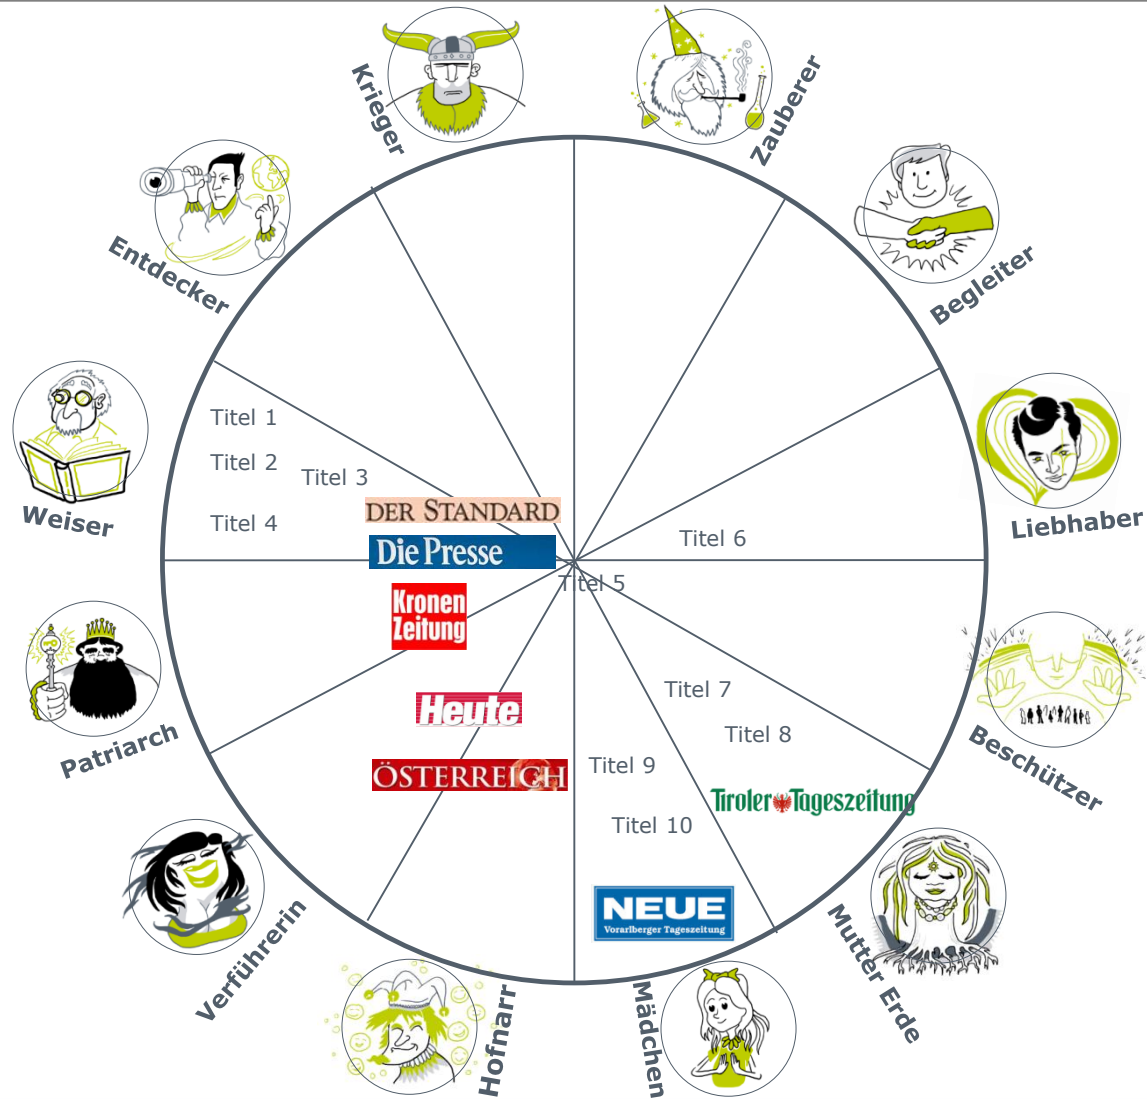 Krieger
Zauberer
Entdecker
Begleiter
Weiser
Liebhaber
Titel 1
Titel 2
Titel 3
DER STANDARD
Titel 4
Titel 6
Die Presse
Titel 5
Kronen
Zeitung
Patriarch
Beschützer
Titel 7
Heute
Titel 8
ÖSTERREICH
Titel 9
Tiroler Tageszeitung
Titel 10
NEUE
Vorarlberger Tageszeitung
Verführerin
Mutter Erde
Hofnarr
Mädchen